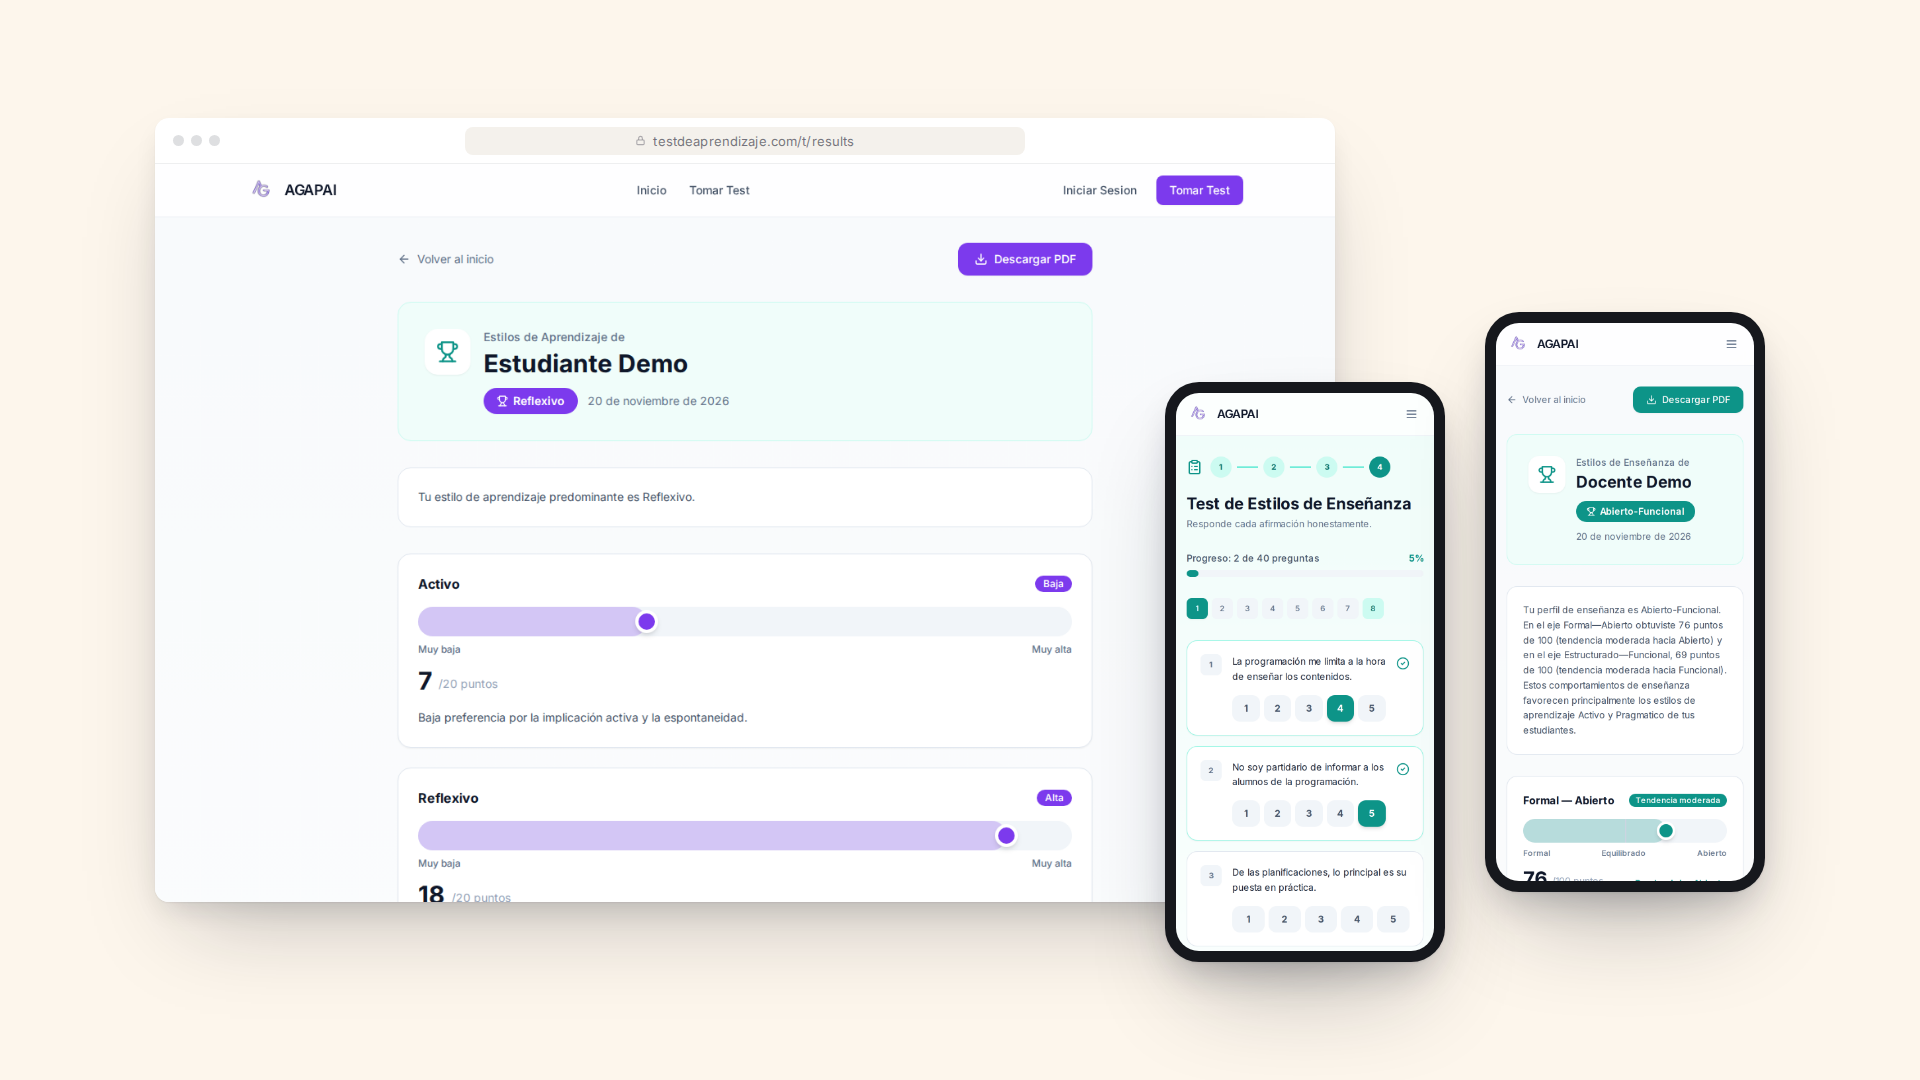 testdeaprendizaje.com/t/results
AGAPAI
Inicio Tomar Test
Iniciar Sesion Tomar Test
Volver al inicio
Descargar PDF
Estilos de Aprendizaje de
Estudiante Demo
Reflexivo 20 de noviembre de 2026
Tu estilo de aprendizaje predominante es Reflexivo.
Activo Baja
Muy baja Muy alta
7 /20 puntos
Baja preferencia por la implicación activa y la espontaneidad.
Reflexivo Alta
Muy baja Muy alta
18 /20 puntos
AGAPAI
1 2 3 4
Test de Estilos de Enseñanza
Responde cada afirmación honestamente.
Progreso: 2 de 40 preguntas 5%
1 2 3 4 5 6 7 8
1 La programación me limita a la hora
de enseñar los contenidos.
1 2 3 4 5
2 No soy partidario de informar a los
alumnos de la programación.
1 2 3 4 5
3 De las planificaciones, lo principal es su
puesta en práctica.
1 2 3 4 5
AGAPAI
Volver al inicio Descargar PDF
Estilos de Enseñanza de
Docente Demo
Abierto-Funcional
20 de noviembre de 2026
Tu perfil de enseñanza es Abierto-Funcional.
En el eje Formal—Abierto obtuviste 76 puntos
de 100 (tendencia moderada hacia Abierto) y
en el eje Estructurado—Funcional, 69 puntos
de 100 (tendencia moderada hacia Funcional).
Estos comportamientos de enseñanza
favorecen principalmente los estilos de
aprendizaje Activo y Pragmatico de tus
estudiantes.
Formal — Abierto Tendencia moderada
Formal Equilibrado Abierto
76 /100 puntos